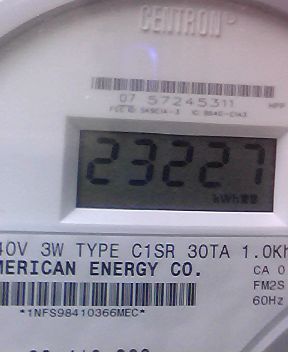 CENTRON
07 57245311
23227
kWh
40V 3W TYPE C1SR 30TA 1.0Kh
MERICAN ENERGY CO.
CA 0
FM2S
60Hz
*1NFS98410366MEC*